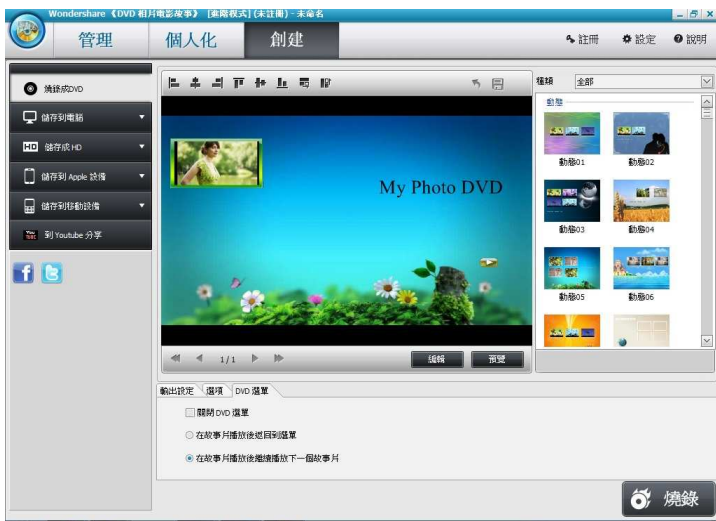 Wondershare 《DVD 相片電影故事》 [進階模式] (未註冊) - 未命名
管理
個人化
創建
註冊
設定
說明
燒錄成DVD
儲存到電腦
HD 儲存成 HD
儲存到 Apple 設備
儲存到移動設備
You Tube 到 Youtube 分享
My Photo DVD
1/1
編輯
預覽
種類 全部
動態
動態01
動態02
動態03
動態04
動態05
動態06
輸出設定
選項
DVD 選單
關閉 DVD 選單
在故事片播放後返回到選單
在故事片播放後繼續播放下一個故事片
燒錄